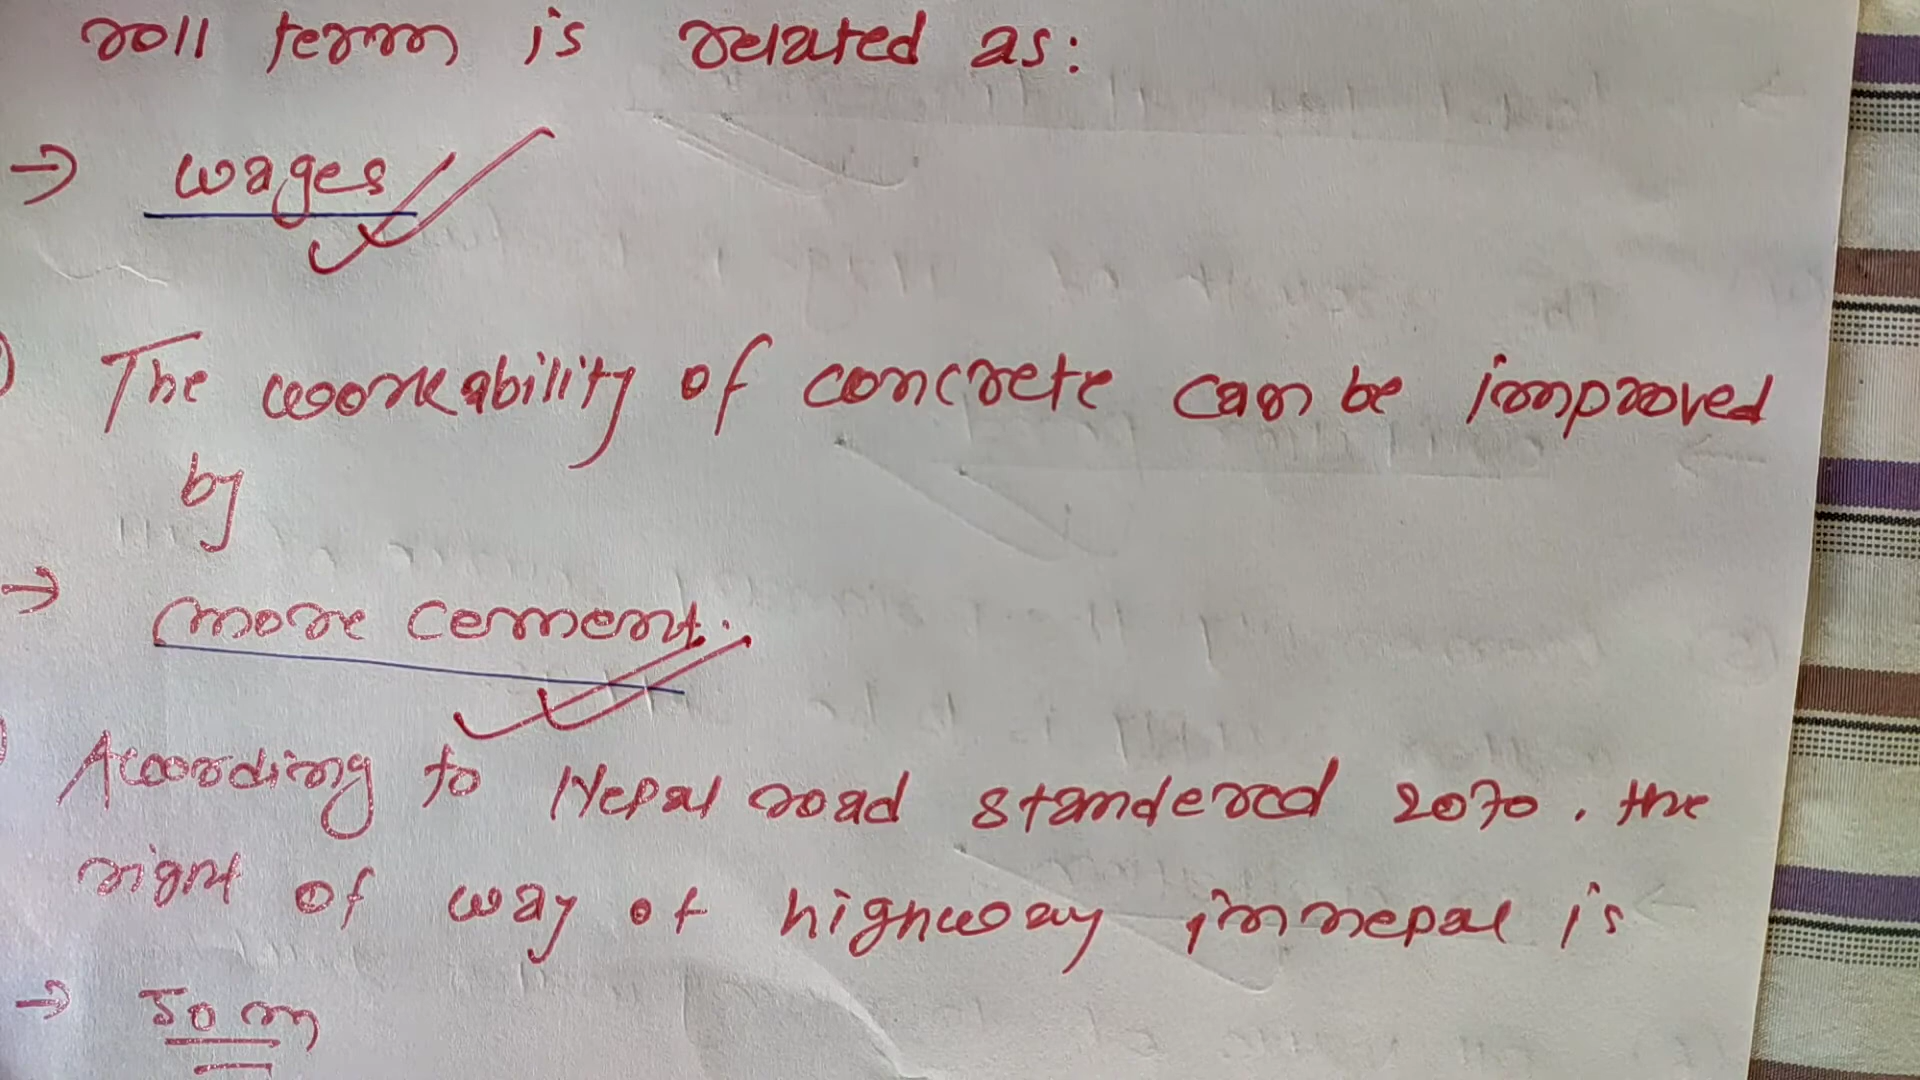 roll term is related as:
→ wages
The workability of concrete can be improved
by
→ more cement.
According to Nepal road standered 2070, the
right of way of highway in nepal is
→ 50 m